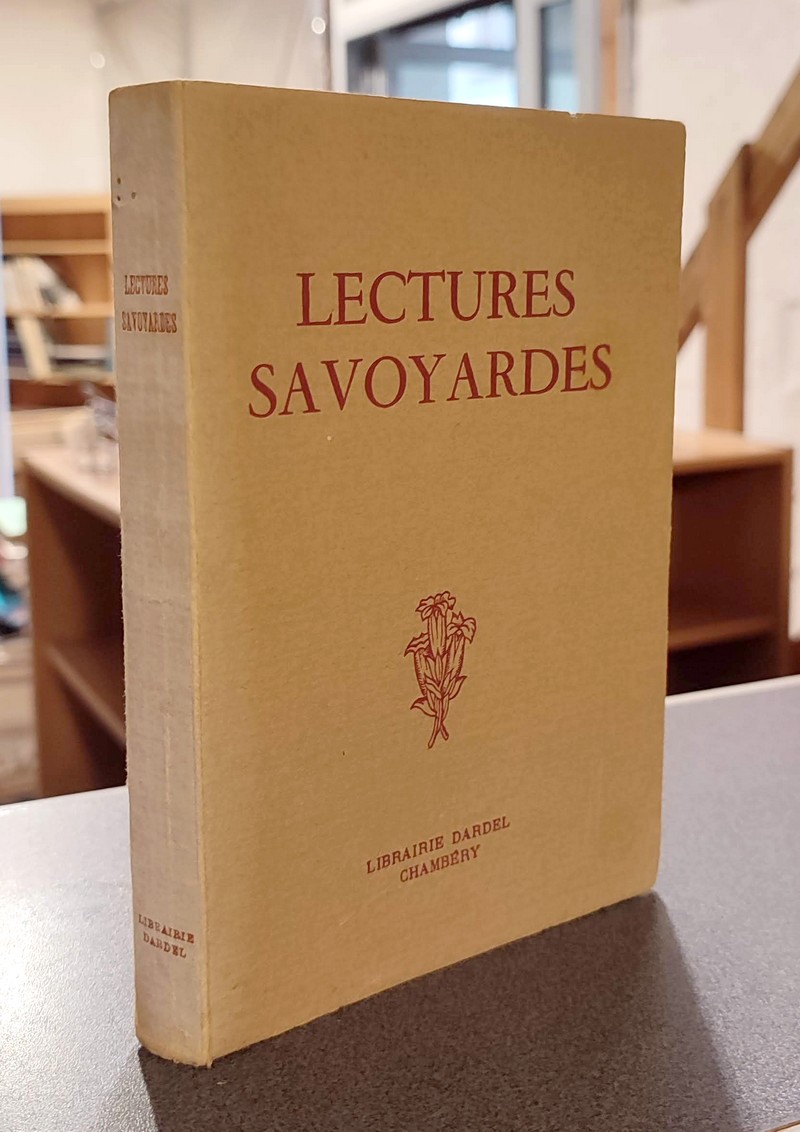 LECTURES
SAVOYARDES
LIBRAIRIE DARDEL
CHAMBÉRY
LECTURES
SAVOYARDES
LIBRAIRIE
DARDEL